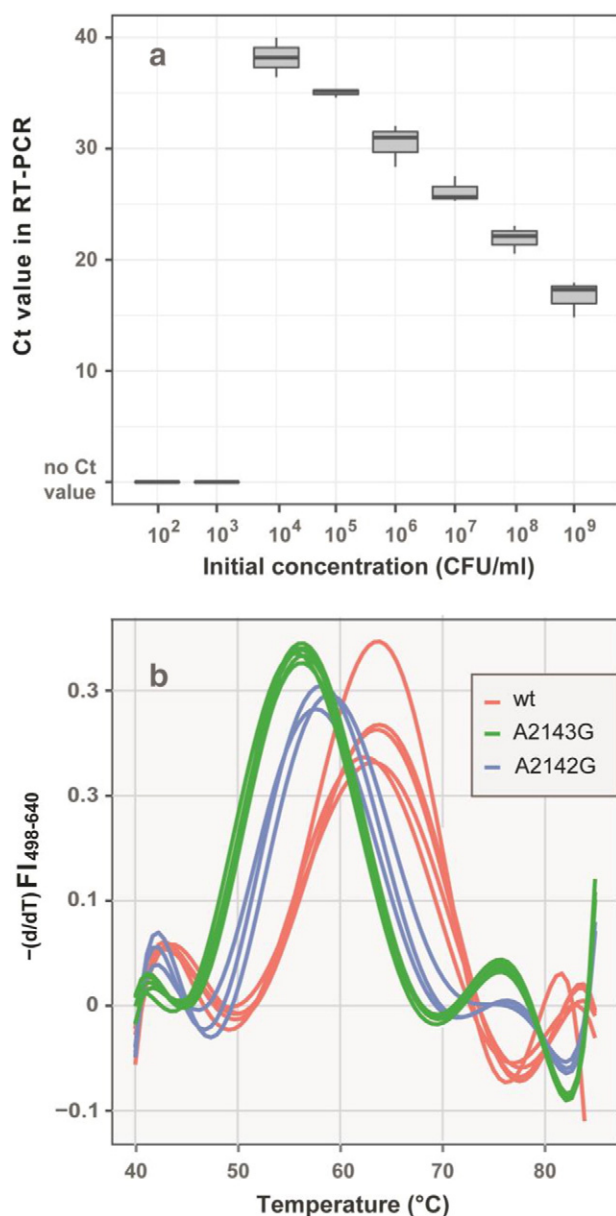 a
Ct value in RT-PCR
40
30
20
10
no Ct
value
10²
10³
10⁴
10⁵
10⁶
10⁷
10⁸
10⁹
Initial concentration (CFU/ml)
b
−(d/dT) FI₄₉₈₋₆₄₀
0.3
0.3
0.1
0
−0.1
wt
A2143G
A2142G
40
50
60
70
80
Temperature (°C)